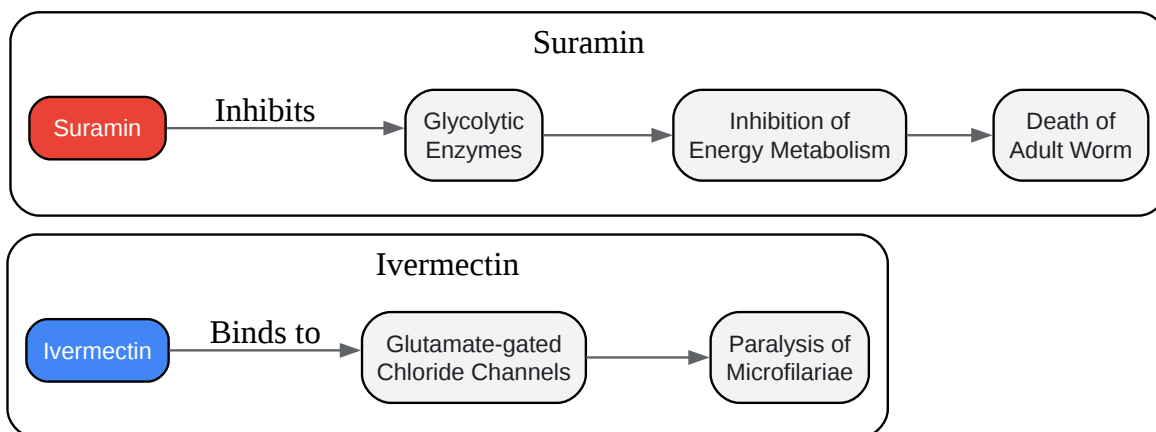 Suramin
Suramin
Inhibits
Glycolytic
Enzymes
Inhibition of
Energy Metabolism
Death of
Adult Worm
Ivermectin
Ivermectin
Binds to
Glutamate-gated
Chloride Channels
Paralysis of
Microfilariae